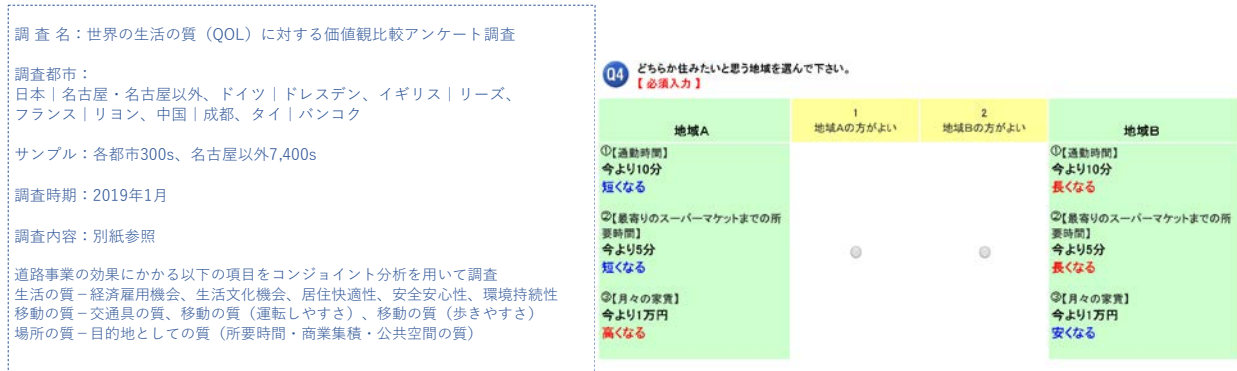 調 査 名：世界の生活の質（QOL）に対する価値観比較アンケート調査
調査都市：
日本｜名古屋・名古屋以外、ドイツ｜ドレスデン、イギリス｜リーズ、
フランス｜リヨン、中国｜成都、タイ｜バンコク
サンプル：各都市300s、名古屋以外7,400s
調査時期：2019年1月
調査内容：別紙参照
道路事業の効果にかかる以下の項目をコンジョイント分析を用いて調査
生活の質－経済雇用機会、生活文化機会、居住快適性、安全安心性、環境持続性
移動の質－交通具の質、移動の質（運転しやすさ）、移動の質（歩きやすさ）
場所の質－目的地としての質（所要時間・商業集積・公共空間の質）
Q4 どちらか住みたいと思う地域を選んで下さい。
【 必須入力 】
地域A
1
地域Aの方がよい
2
地域Bの方がよい
地域B
①【通勤時間】
今より10分
短くなる
②【最寄りのスーパーマケットまでの所
要時間】
今より5分
短くなる
③【月々の家賃】
今より1万円
高くなる
①【通勤時間】
今より10分
長くなる
②【最寄りのスーパーマケットまでの所
要時間】
今より5分
長くなる
③【月々の家賃】
今より1万円
安くなる